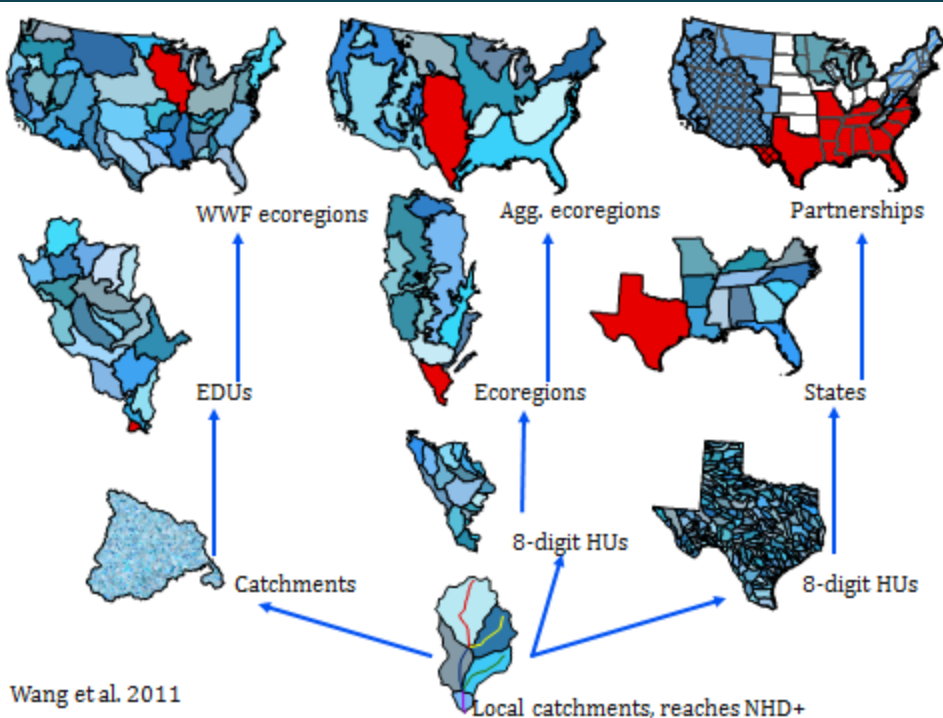 WWF ecoregions
Agg. ecoregions
Partnerships
EDUs
Ecoregions
States
8-digit HUs
Catchments
8-digit HUs
Wang et al. 2011
Local catchments, reaches NHD+